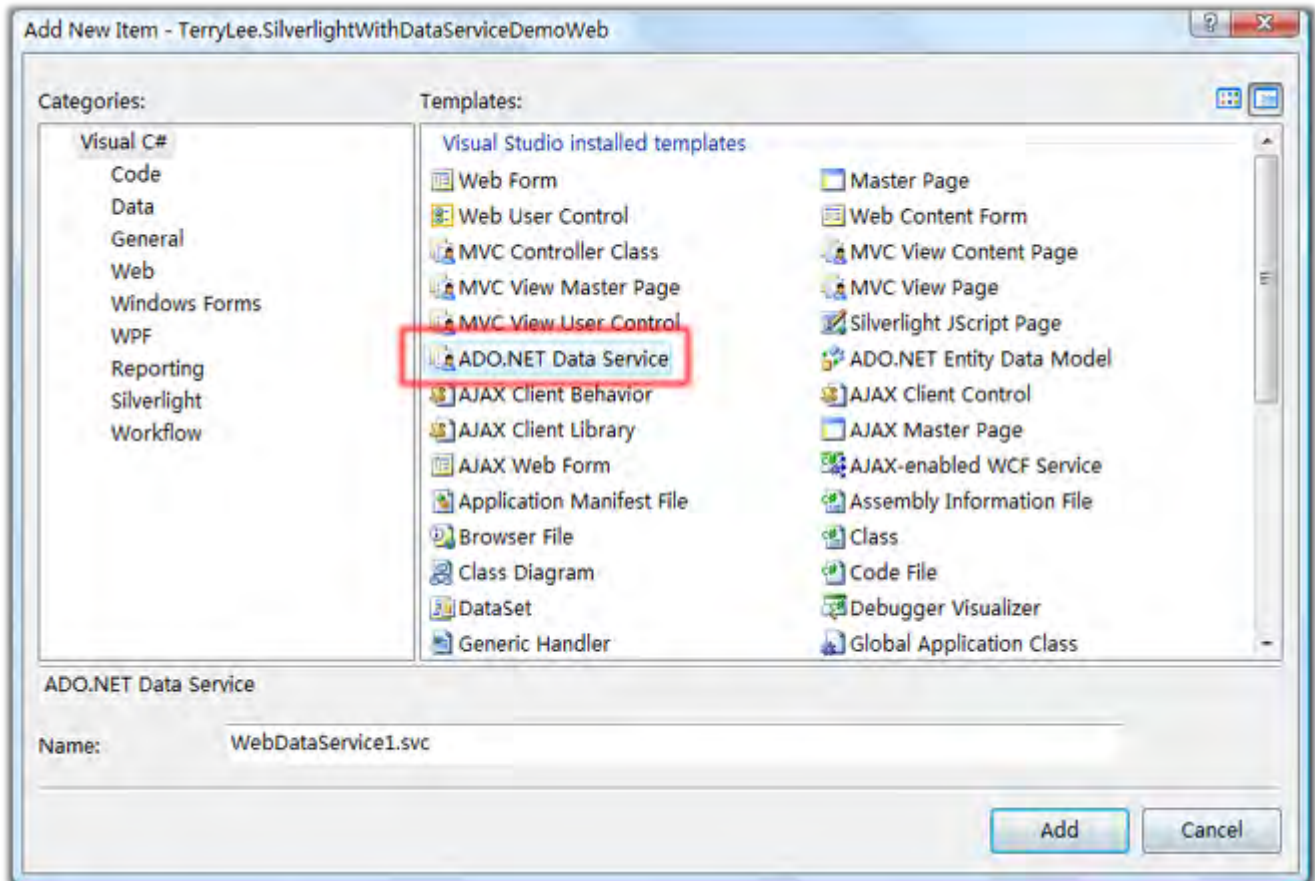 Add New Item - TerryLee.SilverlightWithDataServiceDemoWeb
Categories:
Templates:
Visual C#
Code
Data
General
Web
Windows Forms
WPF
Reporting
Silverlight
Workflow
Visual Studio installed templates
Web Form
Master Page
Web User Control
Web Content Form
MVC Controller Class
MVC View Content Page
MVC View Master Page
MVC View Page
MVC View User Control
Silverlight JScript Page
ADO.NET Data Service
ADO.NET Entity Data Model
AJAX Client Behavior
AJAX Client Control
AJAX Client Library
AJAX Master Page
AJAX Web Form
AJAX-enabled WCF Service
Application Manifest File
Assembly Information File
Browser File
Class
Class Diagram
Code File
DataSet
Debugger Visualizer
Generic Handler
Global Application Class
ADO.NET Data Service
Name:
WebDataService1.svc
Add
Cancel